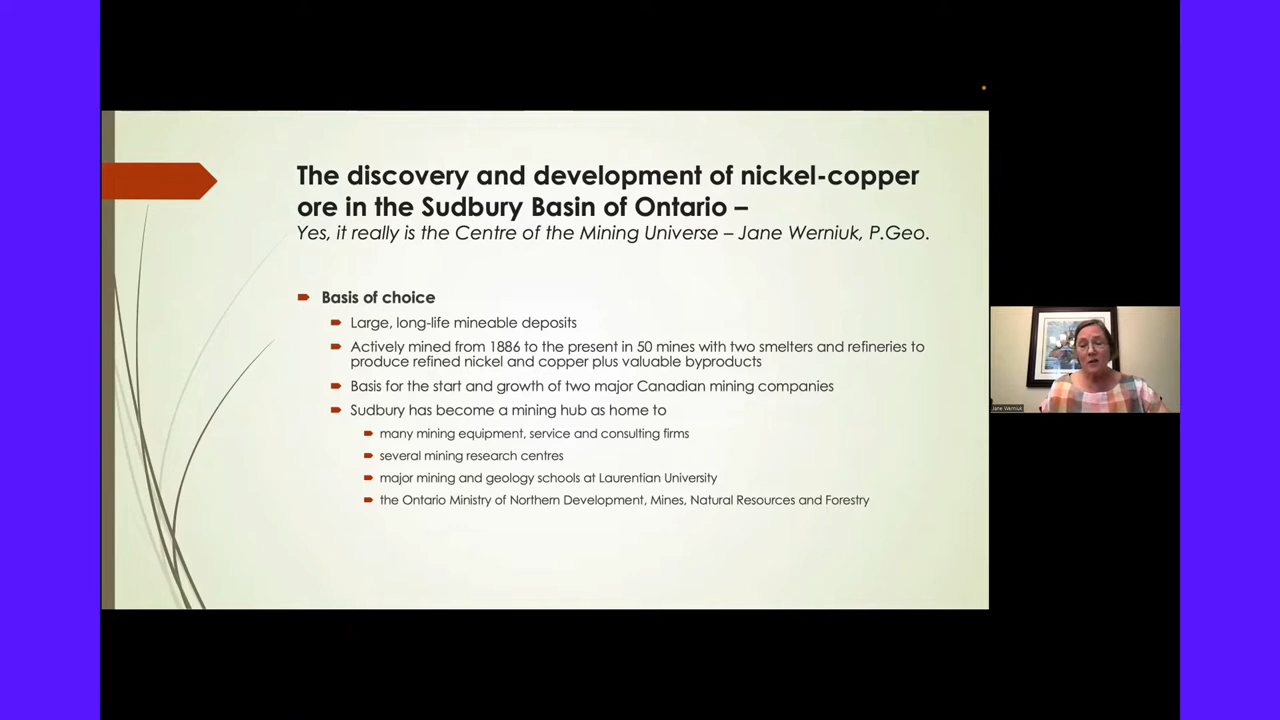 The discovery and development of nickel-copper
ore in the Sudbury Basin of Ontario –
Yes, it really is the Centre of the Mining Universe – Jane Werniuk, P.Geo.
Basis of choice
Large, long-life mineable deposits
Actively mined from 1886 to the present in 50 mines with two smelters and refineries to
produce refined nickel and copper plus valuable byproducts
Basis for the start and growth of two major Canadian mining companies
Sudbury has become a mining hub as home to
many mining equipment, service and consulting firms
several mining research centres
major mining and geology schools at Laurentian University
the Ontario Ministry of Northern Development, Mines, Natural Resources and Forestry
Jane Werniuk